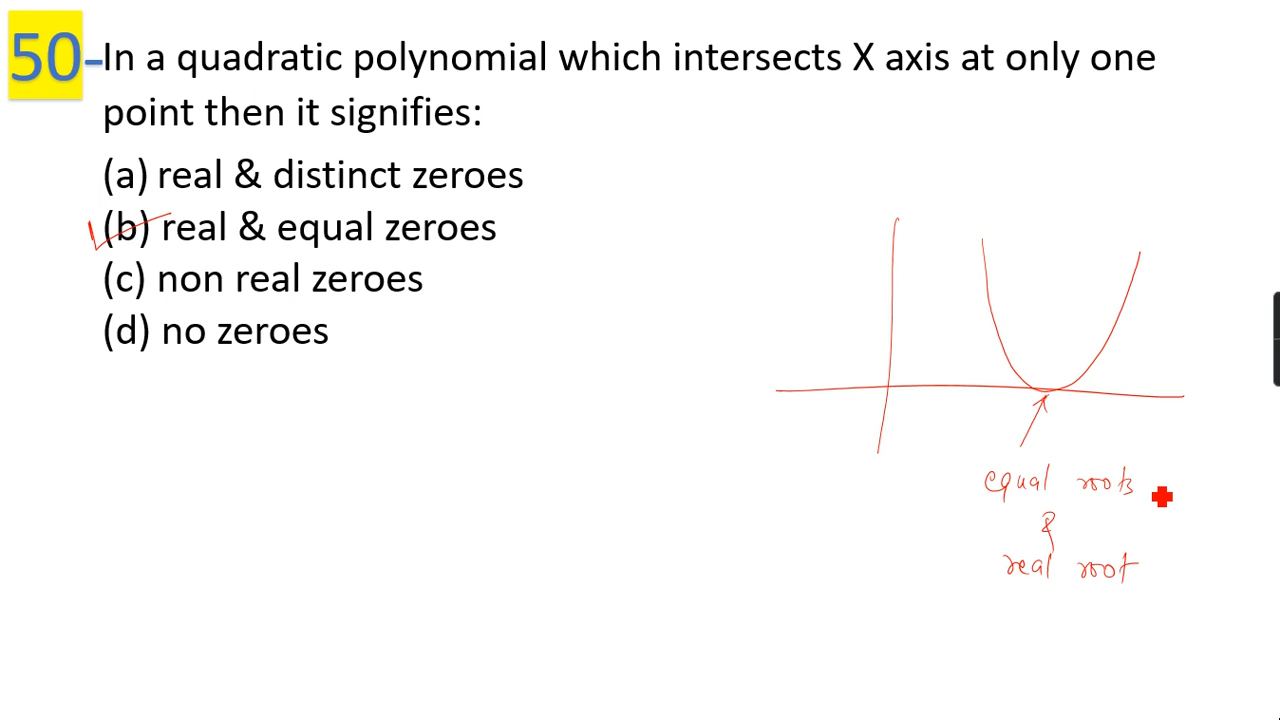 50-In a quadratic polynomial which intersects X axis at only one
point then it signifies:
(a) real & distinct zeroes
(b) real & equal zeroes
(c) non real zeroes
(d) no zeroes
equal roots
&
real root